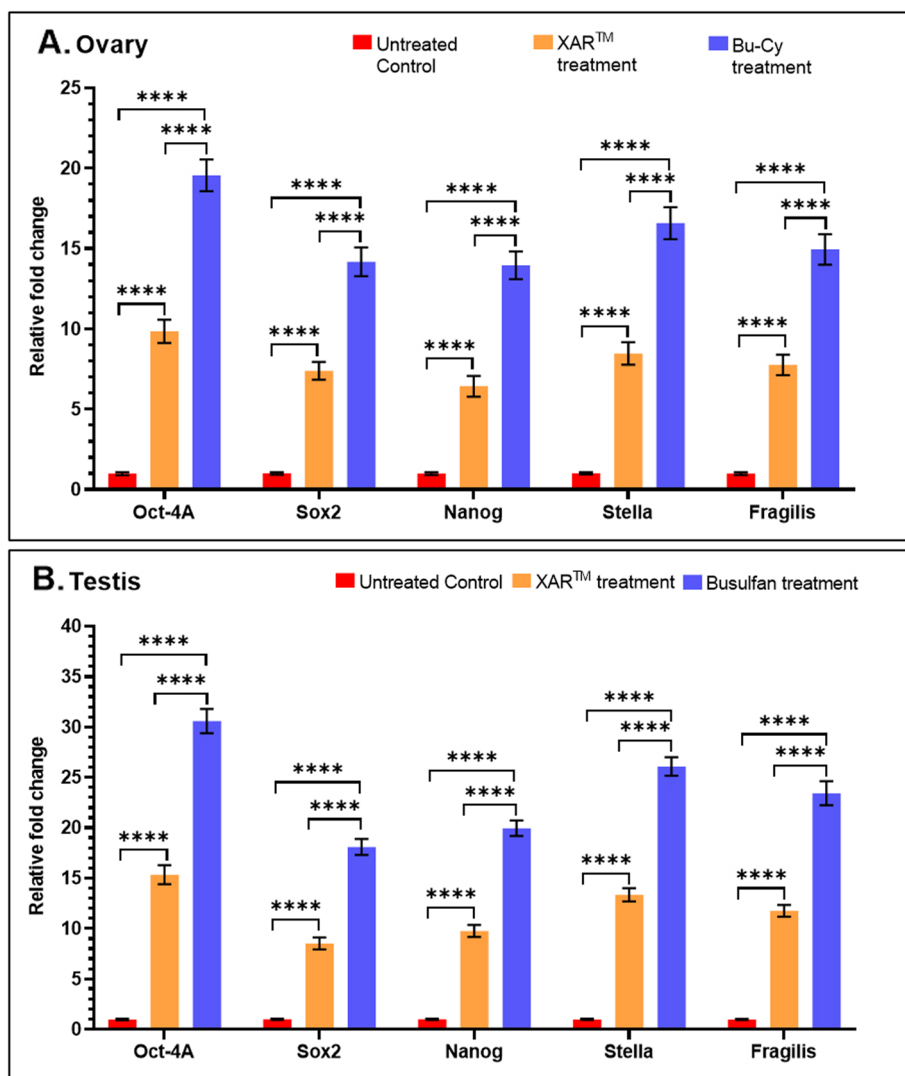 A. Ovary
Untreated Control
XAR™ treatment
Bu-Cy treatment
Relative fold change
25
20
15
10
5
0
**** **** ****
**** **** ****
**** **** ****
**** **** ****
**** **** ****
Oct-4A Sox2 Nanog Stella Fragilis
B. Testis
Untreated Control XAR™ treatment Busulfan treatment
Relative fold change
40
35
30
25
20
15
10
5
0
**** **** ****
**** **** ****
**** **** ****
**** **** ****
**** **** ****
Oct-4A Sox2 Nanog Stella Fragilis